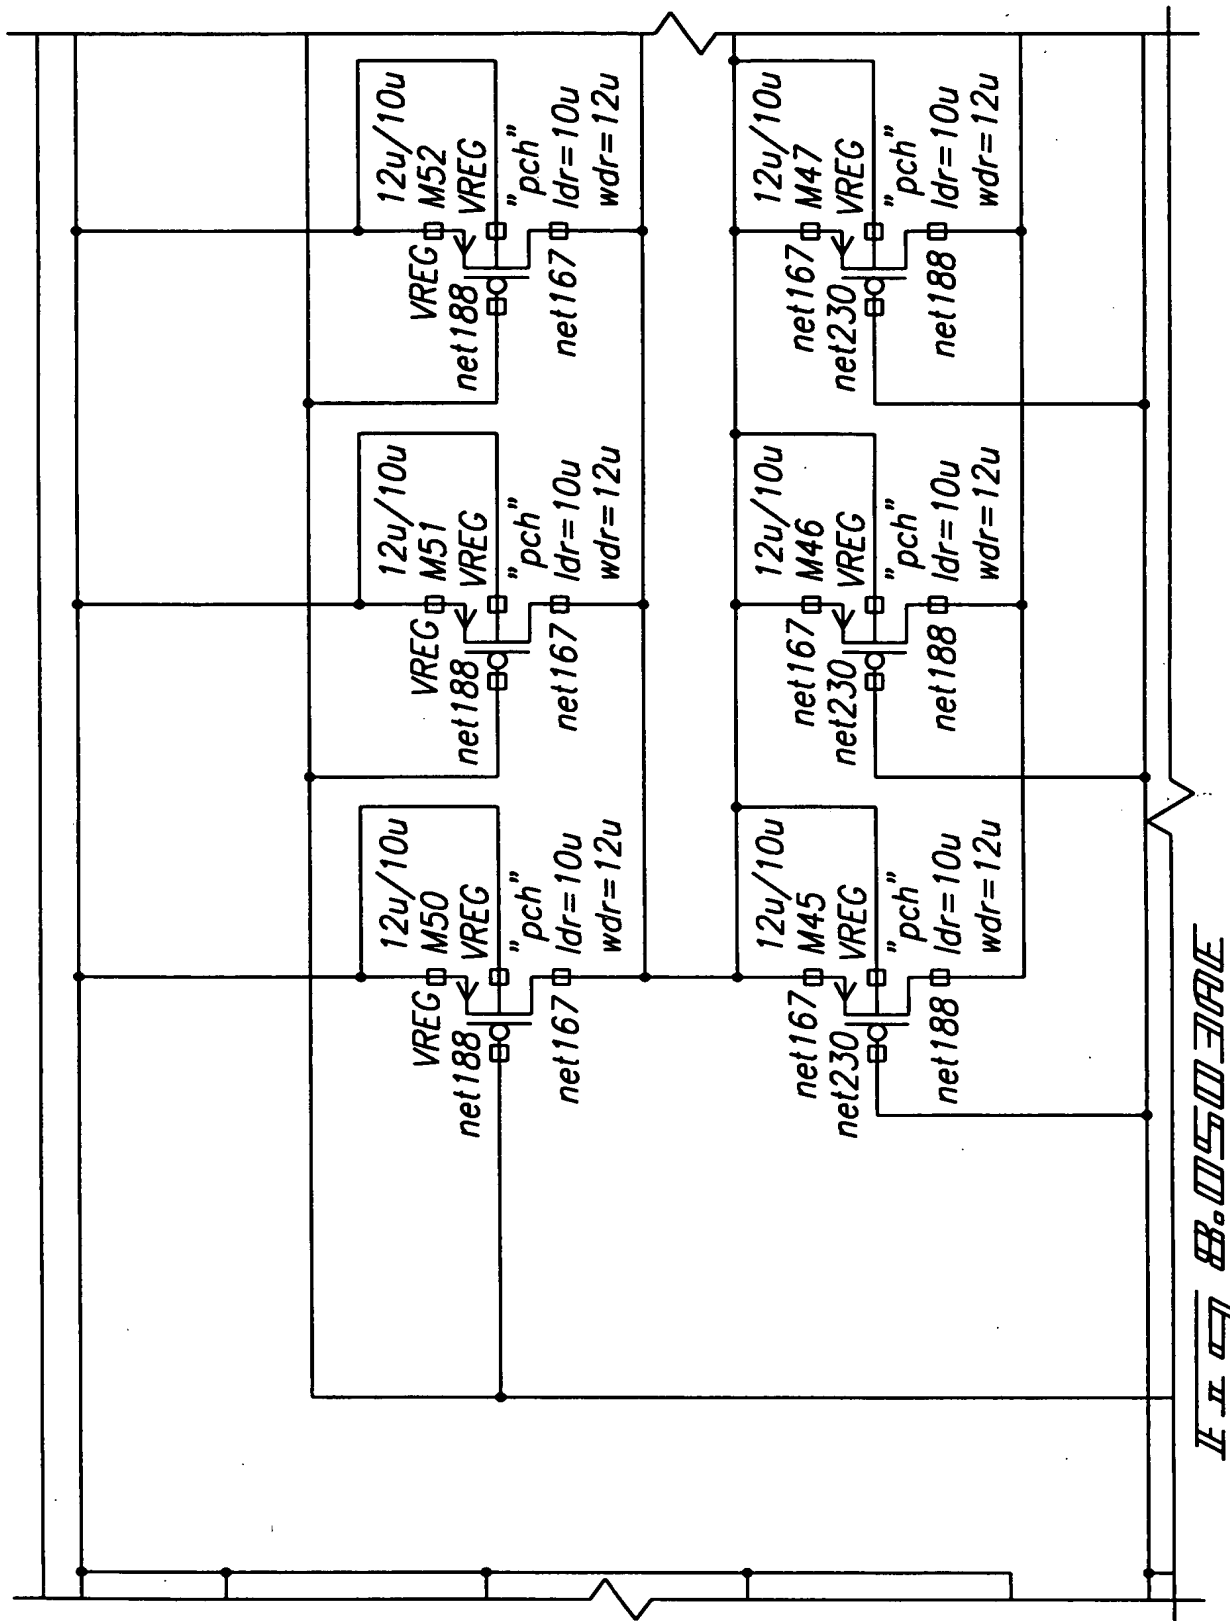 12u/10u
M50
VREG
VREG
net188
"pch"
ldr=10u
wdr=12u
net167
12u/10u
M51
VREG
VREG
net188
"pch"
ldr=10u
wdr=12u
net167
12u/10u
M52
VREG
VREG
net188
"pch"
ldr=10u
wdr=12u
net167
12u/10u
M45
net167
VREG
net230
"pch"
ldr=10u
wdr=12u
net188
12u/10u
M46
net167
VREG
net230
"pch"
ldr=10u
wdr=12u
net188
12u/10u
M47
net167
VREG
net230
"pch"
ldr=10u
wdr=12u
net188
FIG 8.0503AE